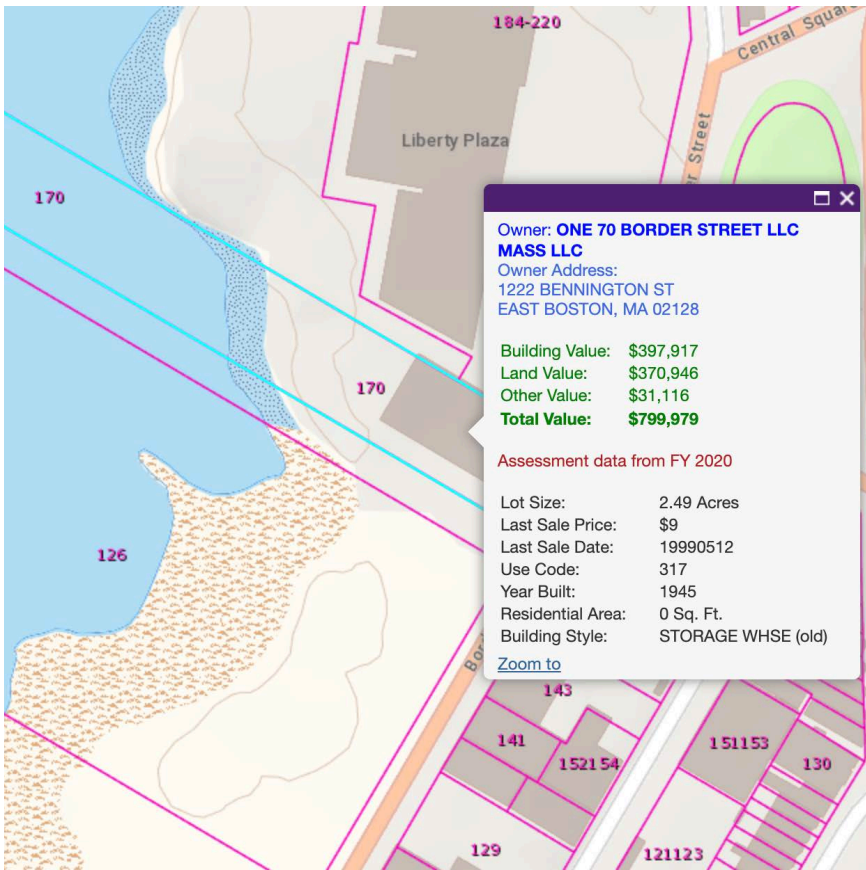 184-220
Central Square
Liberty Plaza
170
Owner: ONE 70 BORDER STREET LLC
MASS LLC
Owner Address:
1222 BENNINGTON ST
EAST BOSTON, MA 02128
Building Value: $397,917
Land Value: $370,946
Other Value: $31,116
Total Value: $799,979
Assessment data from FY 2020
Lot Size: 2.49 Acres
Last Sale Price: $9
Last Sale Date: 19990512
Use Code: 317
Year Built: 1945
Residential Area: 0 Sq. Ft.
Building Style: STORAGE WHSE (old)
Zoom to
170
126
143
141
152154
151153
130
129
121123
er Street
Bor